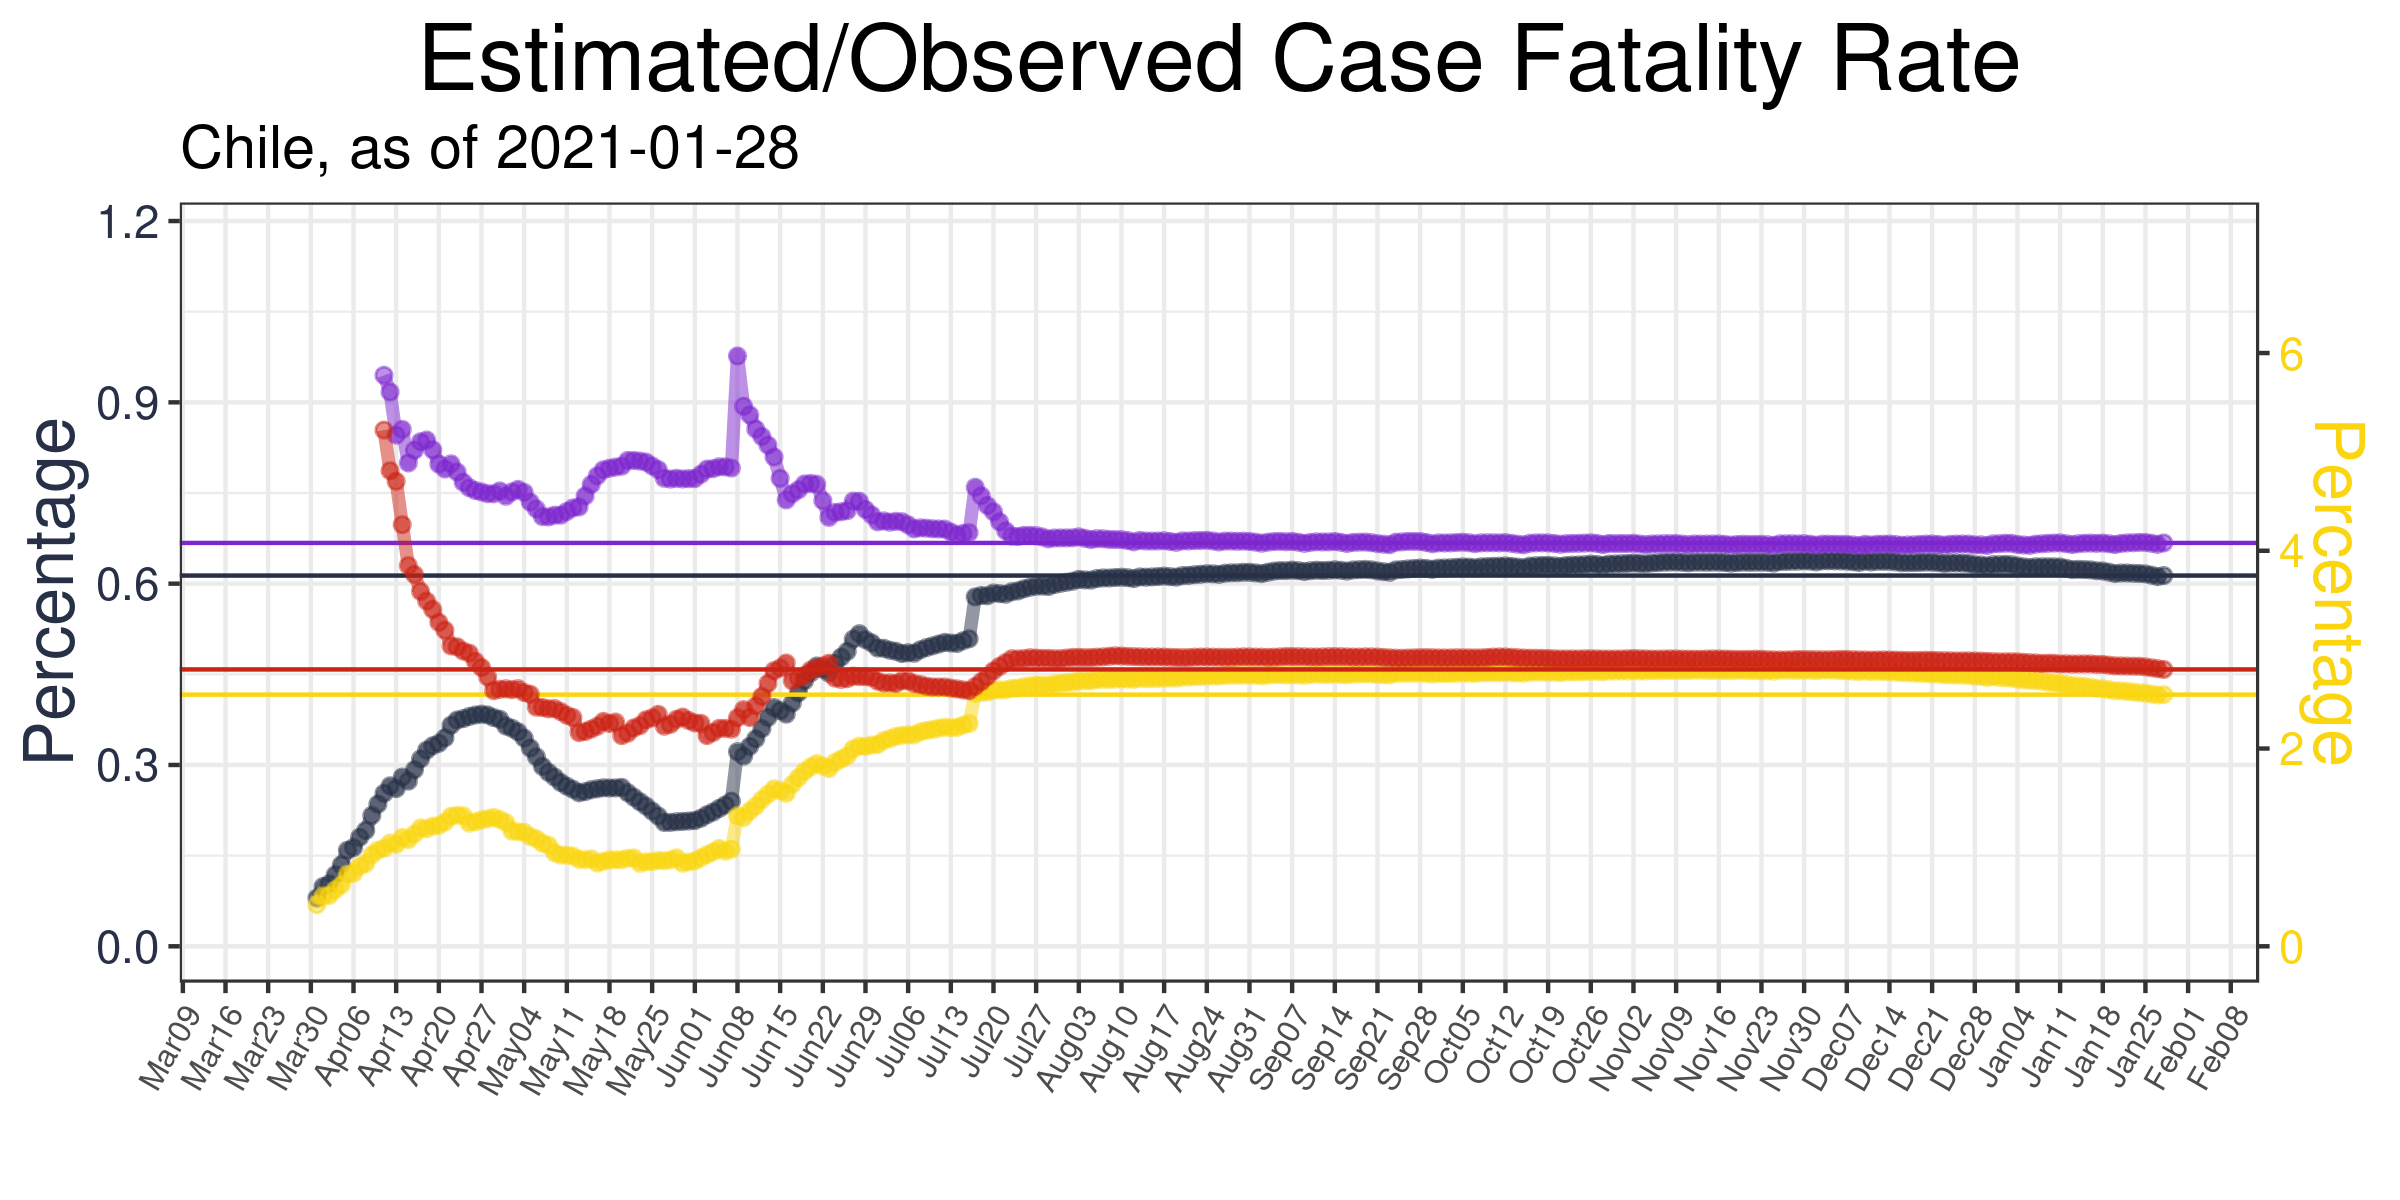 Estimated/Observed Case Fatality Rate
Chile, as of 2021-01-28
Percentage
1.2
0.9
0.6
0.3
0.0
6
4
2
0
Percentage
Mar09 Mar16 Mar23 Mar30 Apr06 Apr13 Apr20 Apr27 May04 May11 May18 May25 Jun01 Jun08 Jun15 Jun22 Jun29 Jul06 Jul13 Jul20 Jul27 Aug03 Aug10 Aug17 Aug24 Aug31 Sep07 Sep14 Sep21 Sep28 Oct05 Oct12 Oct19 Oct26 Nov02 Nov09 Nov16 Nov23 Nov30 Dec07 Dec14 Dec21 Dec28 Jan04 Jan11 Jan18 Jan25 Feb01 Feb08